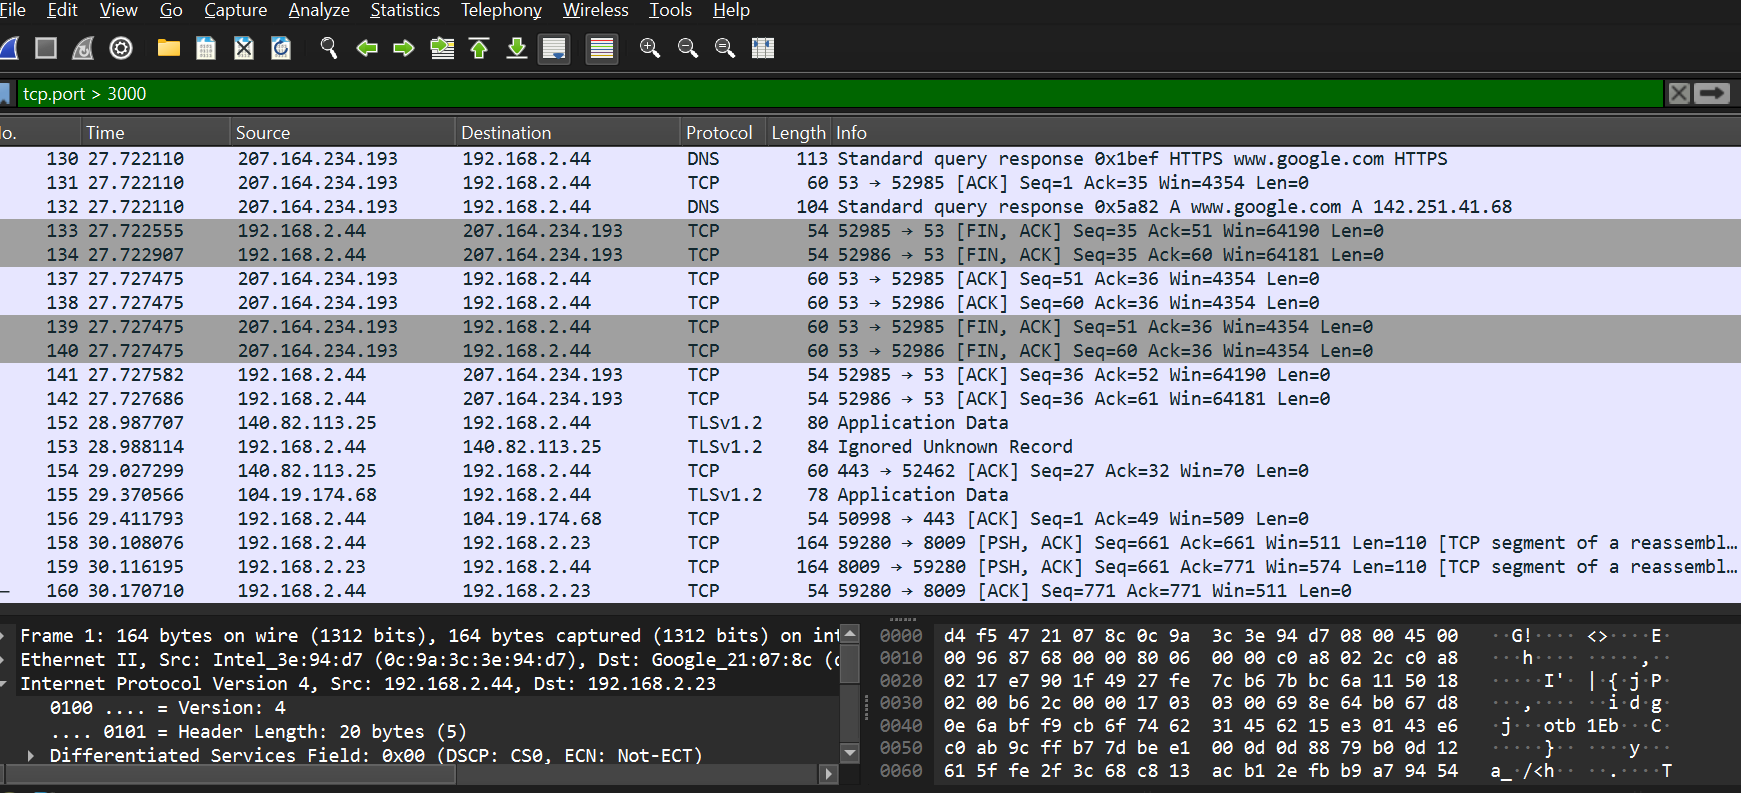 File Edit View Go Capture Analyze Statistics Telephony Wireless Tools Help
tcp.port > 3000
No. Time Source Destination Protocol Length Info
130 27.722110 207.164.234.193 192.168.2.44 DNS 113 Standard query response 0x1bef HTTPS www.google.com HTTPS
131 27.722110 207.164.234.193 192.168.2.44 TCP 60 53 → 52985 [ACK] Seq=1 Ack=35 Win=4354 Len=0
132 27.722110 207.164.234.193 192.168.2.44 DNS 104 Standard query response 0x5a82 A www.google.com A 142.251.41.68
133 27.722555 192.168.2.44 207.164.234.193 TCP 54 52985 → 53 [FIN, ACK] Seq=35 Ack=51 Win=64190 Len=0
134 27.722907 192.168.2.44 207.164.234.193 TCP 54 52986 → 53 [FIN, ACK] Seq=35 Ack=60 Win=64181 Len=0
137 27.727475 207.164.234.193 192.168.2.44 TCP 60 53 → 52985 [ACK] Seq=51 Ack=36 Win=4354 Len=0
138 27.727475 207.164.234.193 192.168.2.44 TCP 60 53 → 52986 [ACK] Seq=60 Ack=36 Win=4354 Len=0
139 27.727475 207.164.234.193 192.168.2.44 TCP 60 53 → 52985 [FIN, ACK] Seq=51 Ack=36 Win=4354 Len=0
140 27.727475 207.164.234.193 192.168.2.44 TCP 60 53 → 52986 [FIN, ACK] Seq=60 Ack=36 Win=4354 Len=0
141 27.727582 192.168.2.44 207.164.234.193 TCP 54 52985 → 53 [ACK] Seq=36 Ack=52 Win=64190 Len=0
142 27.727686 192.168.2.44 207.164.234.193 TCP 54 52986 → 53 [ACK] Seq=36 Ack=61 Win=64181 Len=0
152 28.987707 140.82.113.25 192.168.2.44 TLSv1.2 80 Application Data
153 28.988114 192.168.2.44 140.82.113.25 TLSv1.2 84 Ignored Unknown Record
154 29.027299 140.82.113.25 192.168.2.44 TCP 60 443 → 52462 [ACK] Seq=27 Ack=32 Win=70 Len=0
155 29.370566 104.19.174.68 192.168.2.44 TLSv1.2 78 Application Data
156 29.411793 192.168.2.44 104.19.174.68 TCP 54 50998 → 443 [ACK] Seq=1 Ack=49 Win=509 Len=0
158 30.108076 192.168.2.44 192.168.2.23 TCP 164 59280 → 8009 [PSH, ACK] Seq=661 Ack=661 Win=511 Len=110 [TCP segment of a reassembl…
159 30.116195 192.168.2.23 192.168.2.44 TCP 164 8009 → 59280 [PSH, ACK] Seq=661 Ack=771 Win=574 Len=110 [TCP segment of a reassembl…
160 30.170710 192.168.2.44 192.168.2.23 TCP 54 59280 → 8009 [ACK] Seq=771 Ack=771 Win=511 Len=0
Frame 1: 164 bytes on wire (1312 bits), 164 bytes captured (1312 bits) on int
Ethernet II, Src: Intel_3e:94:d7 (0c:9a:3c:3e:94:d7), Dst: Google_21:07:8c (d
Internet Protocol Version 4, Src: 192.168.2.44, Dst: 192.168.2.23
0100 .... = Version: 4
.... 0101 = Header Length: 20 bytes (5)
Differentiated Services Field: 0x00 (DSCP: CS0, ECN: Not-ECT)
0000 d4 f5 47 21 07 8c 0c 9a 3c 3e 94 d7 08 00 45 00 ··G!···· <>····E·
0010 00 96 87 68 00 00 80 06 00 00 c0 a8 02 2c c0 a8 ···h···· ·····,··
0020 02 17 e7 90 1f 49 27 fe 7c b6 7b bc 6a 11 50 18 ·····I'· |·{·j·P·
0030 02 00 b6 2c 00 00 17 03 03 00 69 8e 64 b0 67 d8 ···,···· ··i·d·g·
0040 0e 6a bf f9 cb 6f 74 62 31 45 62 15 e3 01 43 e6 ·j···otb 1Eb···C·
0050 c0 ab 9c ff b7 7d be e1 00 0d 0d 88 79 b0 0d 12 ·····}·· ····y···
0060 61 5f fe 2f 3c 68 c8 13 ac b1 2e fb b9 a7 94 54 a_·/<h·· ··.····T